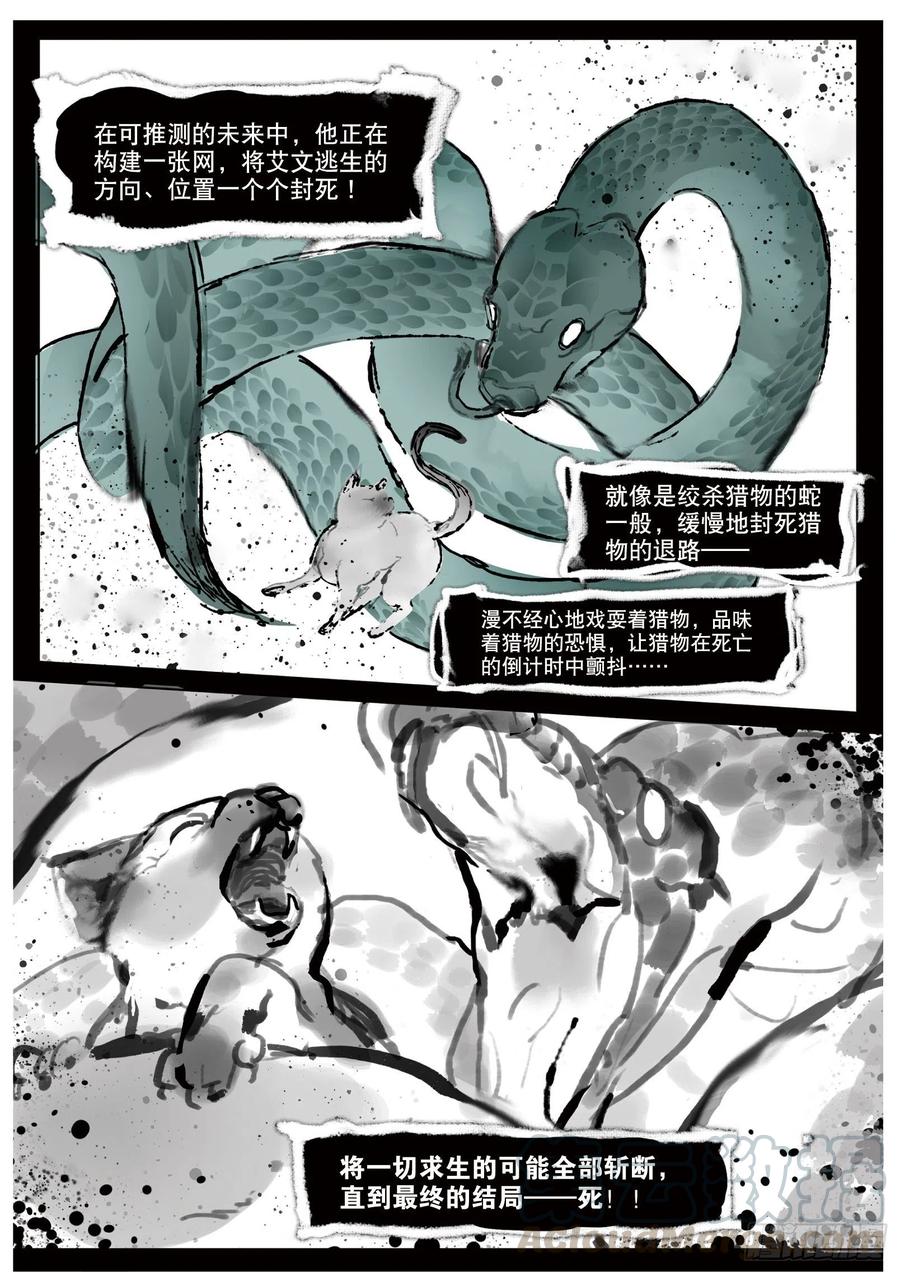 在可推测的未来中，他正在
构建一张网，将艾文逃生的
方向、位置一个个封死！
就像是绞杀猎物的蛇
一般，缓慢地封死猎
物的退路——
漫不经心地戏耍着猎物，品味
着猎物的恐惧，让猎物在死亡
的倒计时中颤抖……
将一切求生的可能全部斩断，
直到最终的结局——死！！